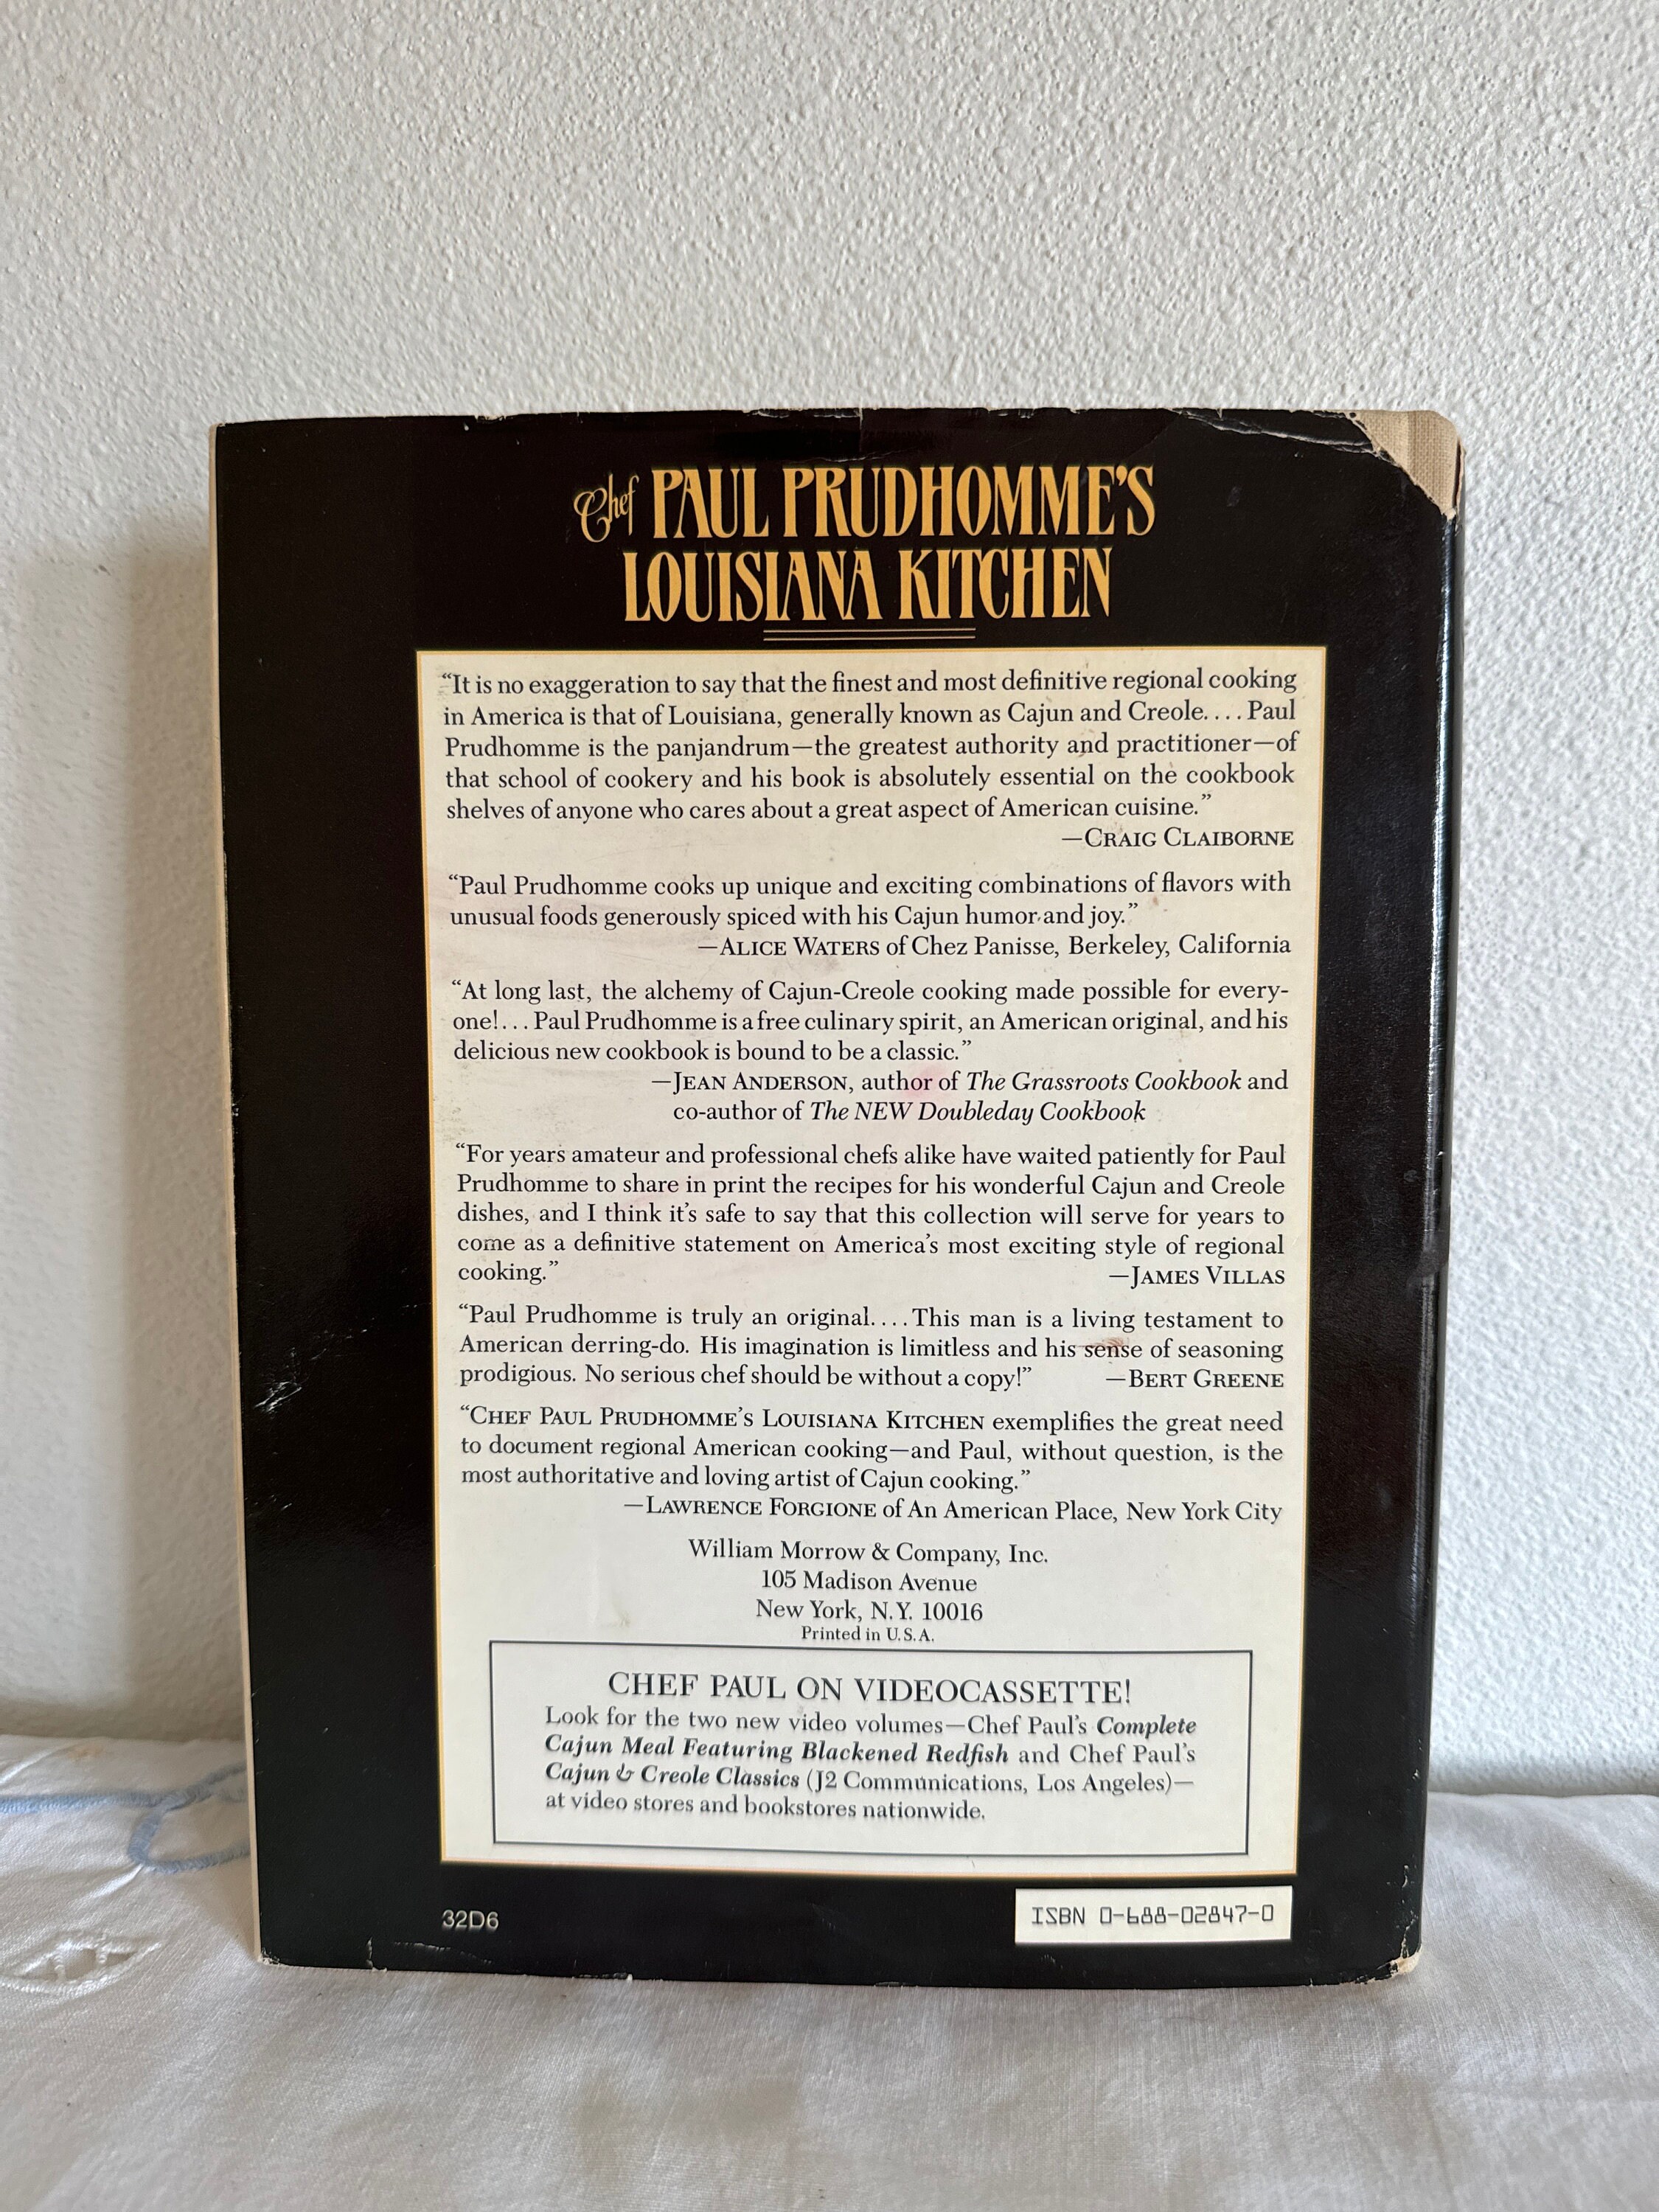 Chef PAUL PRUDHOMME'S
LOUISIANA KITCHEN
“It is no exaggeration to say that the finest and most definitive regional cooking
in America is that of Louisiana, generally known as Cajun and Creole.... Paul
Prudhomme is the panjandrum—the greatest authority and practitioner—of
that school of cookery and his book is absolutely essential on the cookbook
shelves of anyone who cares about a great aspect of American cuisine.”
—CRAIG CLAIBORNE
“Paul Prudhomme cooks up unique and exciting combinations of flavors with
unusual foods generously spiced with his Cajun humor and joy.”
—ALICE WATERS of Chez Panisse, Berkeley, California
“At long last, the alchemy of Cajun-Creole cooking made possible for every-
one!... Paul Prudhomme is a free culinary spirit, an American original, and his
delicious new cookbook is bound to be a classic.”
—JEAN ANDERSON, author of The Grassroots Cookbook and
co-author of The NEW Doubleday Cookbook
“For years amateur and professional chefs alike have waited patiently for Paul
Prudhomme to share in print the recipes for his wonderful Cajun and Creole
dishes, and I think it's safe to say that this collection will serve for years to
come as a definitive statement on America's most exciting style of regional
cooking.” —JAMES VILLAS
“Paul Prudhomme is truly an original.... This man is a living testament to
American derring-do. His imagination is limitless and his sense of seasoning
prodigious. No serious chef should be without a copy!” —BERT GREENE
“CHEF PAUL PRUDHOMME'S LOUISIANA KITCHEN exemplifies the great need
to document regional American cooking—and Paul, without question, is the
most authoritative and loving artist of Cajun cooking.”
—LAWRENCE FORGIONE of An American Place, New York City
William Morrow & Company, Inc.
105 Madison Avenue
New York, N.Y. 10016
Printed in U.S.A.
CHEF PAUL ON VIDEOCASSETTE!
Look for the two new video volumes—Chef Paul's Complete
Cajun Meal Featuring Blackened Redfish and Chef Paul's
Cajun & Creole Classics (J2 Communications, Los Angeles)—
at video stores and bookstores nationwide.
32D6
ISBN 0-688-02847-0